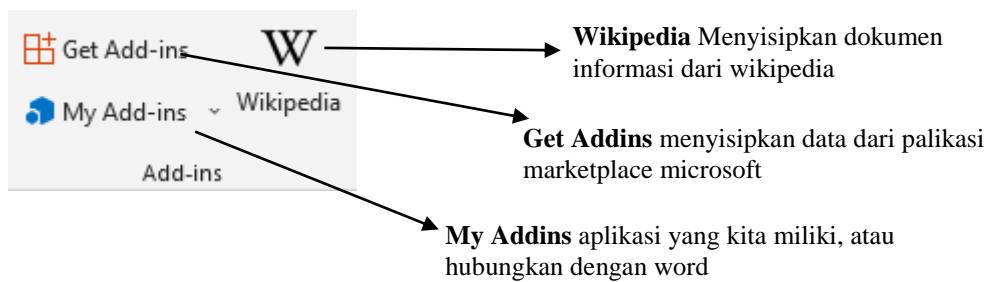 Get Add-ins
W
My Add-ins
Wikipedia
Add-ins
Wikipedia Menyisipkan dokumen
informasi dari wikipedia
Get Addins menyisipkan data dari palikasi
marketplace microsoft
My Addins aplikasi yang kita miliki, atau
hubungkan dengan word